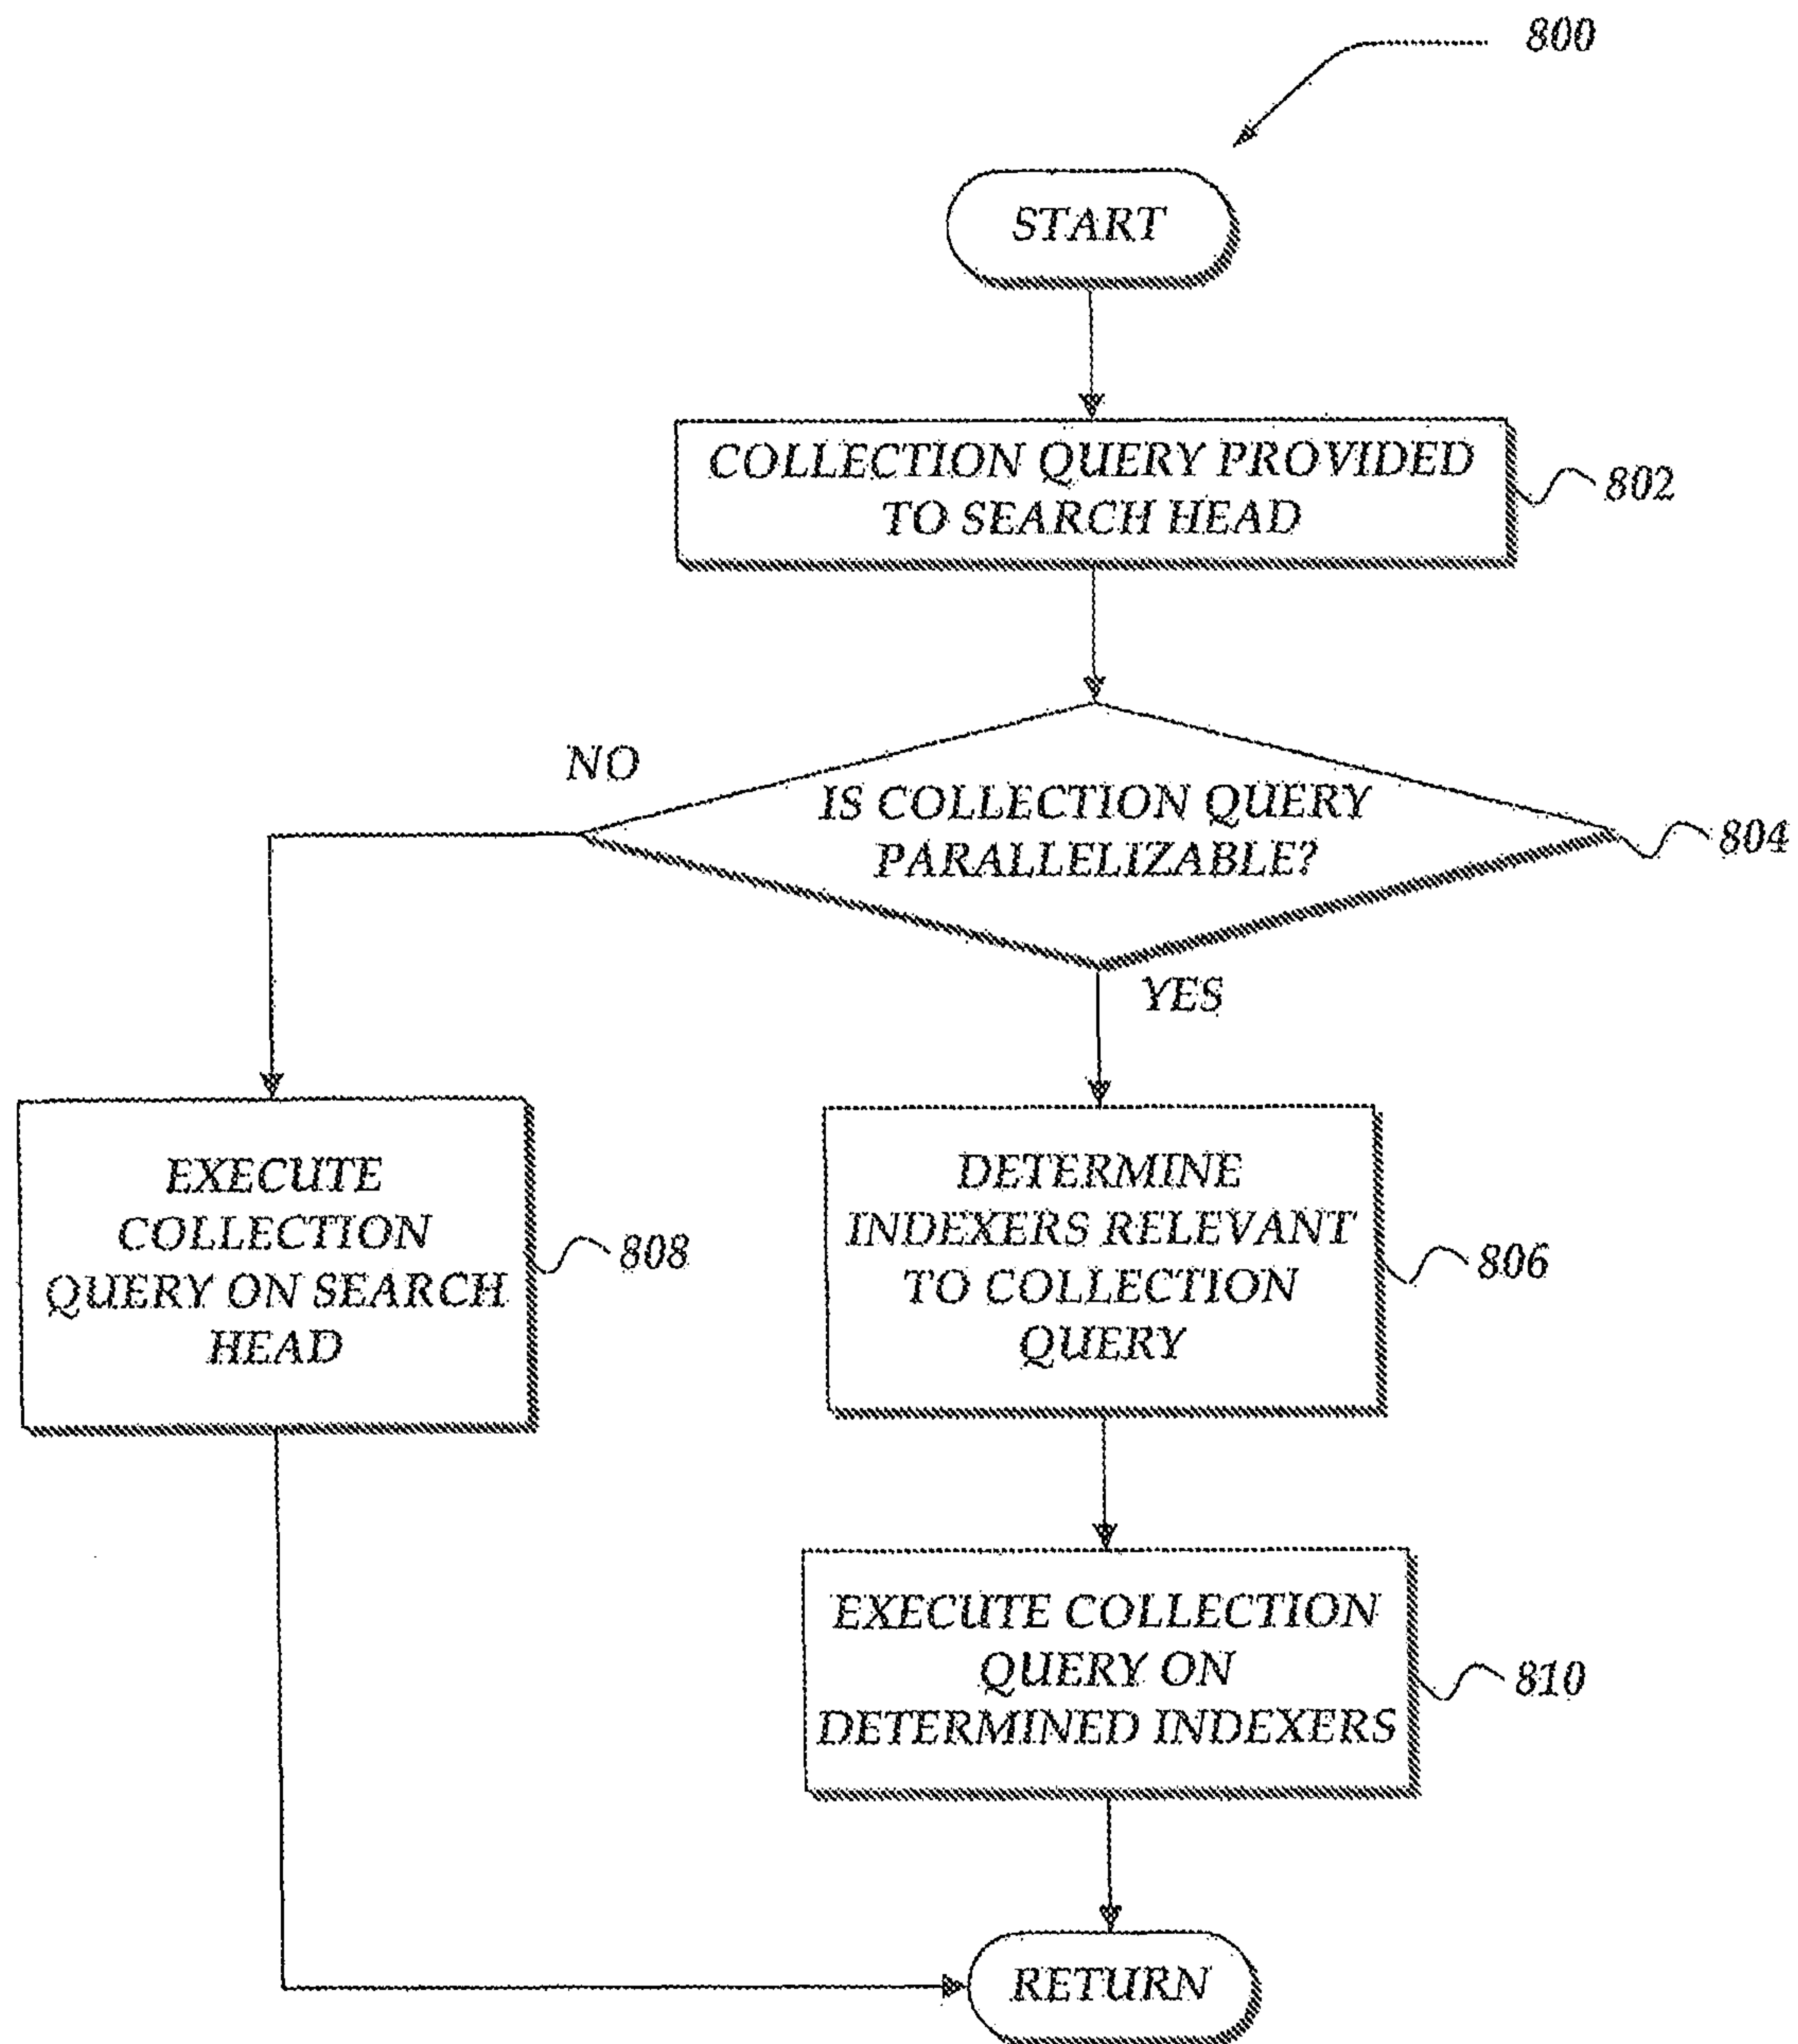 800
START
COLLECTION QUERY PROVIDED
TO SEARCH HEAD
802
NO
IS COLLECTION QUERY
PARALLELIZABLE?
804
YES
EXECUTE
COLLECTION
QUERY ON SEARCH
HEAD
808
DETERMINE
INDEXERS RELEVANT
TO COLLECTION
QUERY
806
EXECUTE COLLECTION
QUERY ON
DETERMINED INDEXERS
810
RETURN